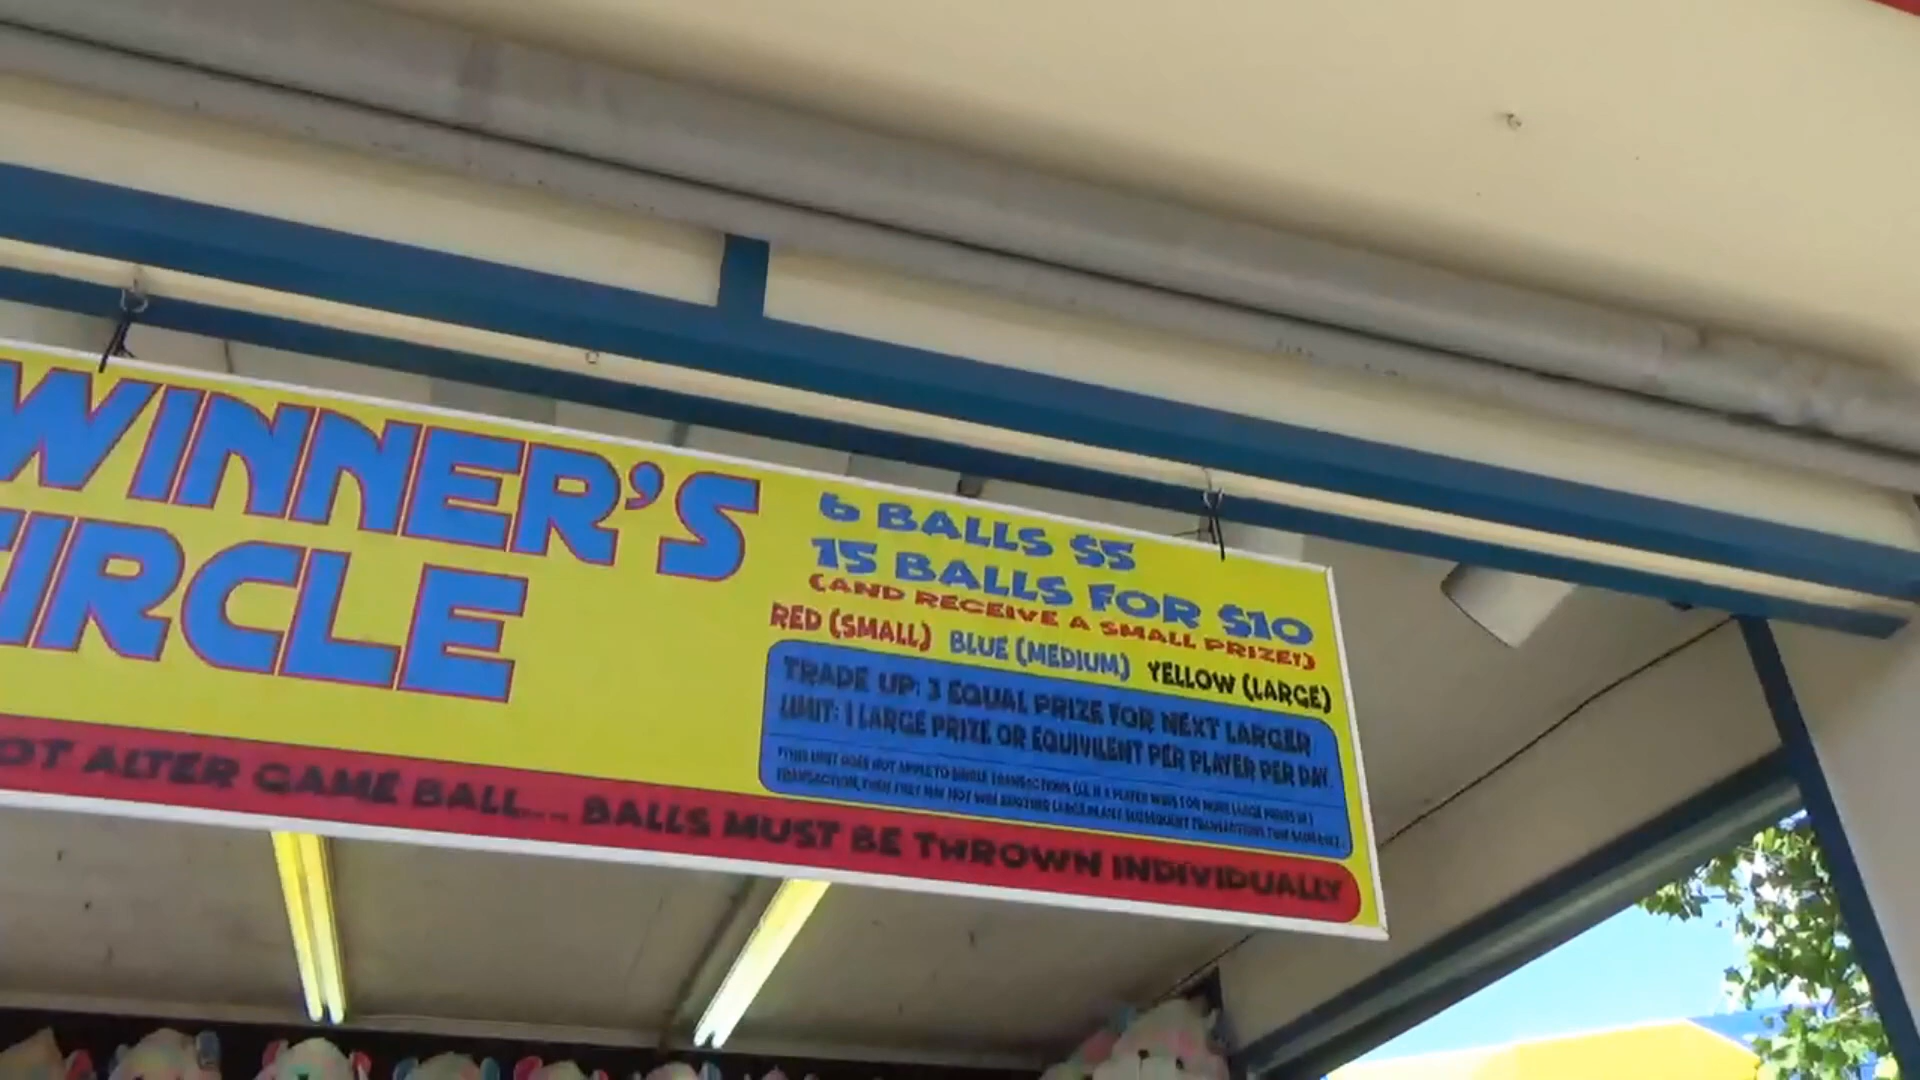 WINNER'S
CIRCLE
6 BALLS $5
15 BALLS FOR $10
(AND RECEIVE A SMALL PRIZE!)
RED (SMALL) BLUE (MEDIUM) YELLOW (LARGE)
TRADE UP: 3 EQUAL PRIZE FOR NEXT LARGER
LIMIT: 1 LARGE PRIZE OR EQUIVILENT PER PLAYER PER DAY.
OT ALTER GAME BALL... BALLS MUST BE THROWN INDIVIDUALLY